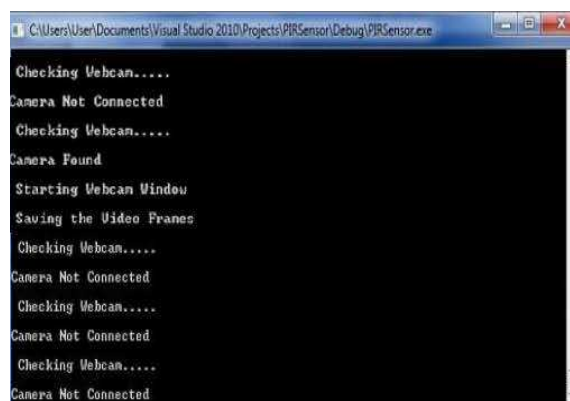 C:\Users\User\Documents\Visual Studio 2010\Projects\PIRSensor\Debug\PIRSensor.exe
Checking Webcam.....
Camera Not Connected
Checking Webcam.....
Camera Found
Starting Webcam Window
Saving the Video Frames
Checking Webcam.....
Camera Not Connected
Checking Webcam.....
Camera Not Connected
Checking Webcam.....
Camera Not Connected